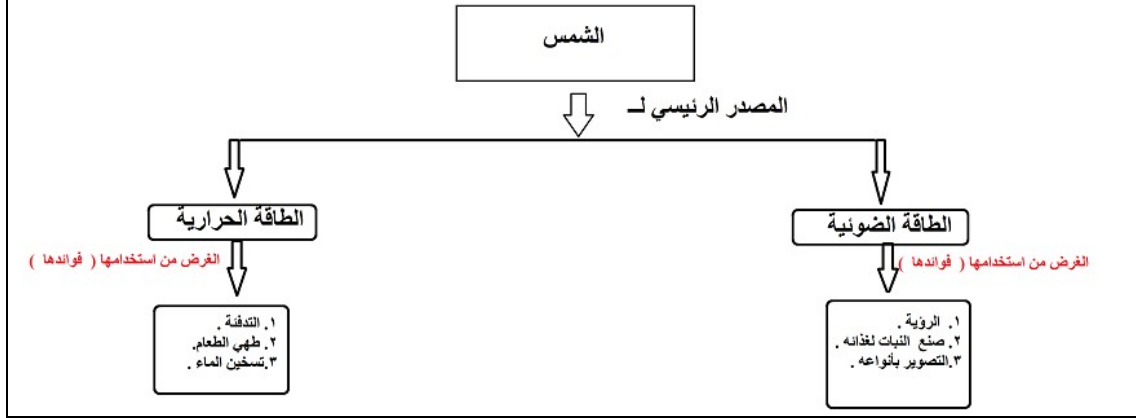 الشمس
المصدر الرئيسي لــ
الطاقة الضوئية
الطاقة الحرارية
الغرض من استخدامها ( فوائدها )
الغرض من استخدامها ( فوائدها )
١. الرؤية .
٢. صنع النبات لغذائه .
٣.التصوير بأنواعه .
١. التدفئة .
٢. طهي الطعام.
٣.تسخين الماء .